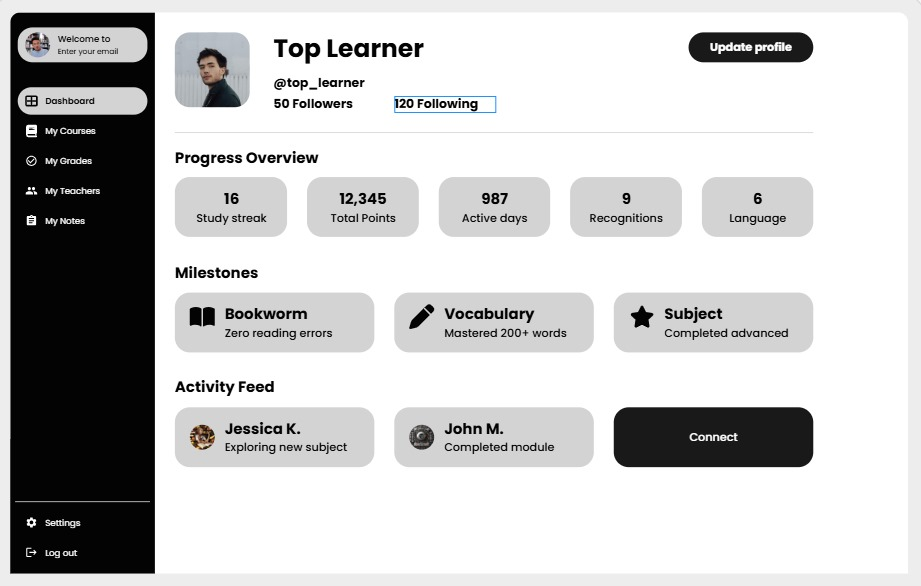 Welcome to
Enter your email
Dashboard
My Courses
My Grades
My Teachers
My Notes
Settings
Log out
Top Learner
@top_learner
50 Followers 120 Following
Update profile
Progress Overview
16
Study streak
12,345
Total Points
987
Active days
9
Recognitions
6
Language
Milestones
Bookworm
Zero reading errors
Vocabulary
Mastered 200+ words
Subject
Completed advanced
Activity Feed
Jessica K.
Exploring new subject
John M.
Completed module
Connect